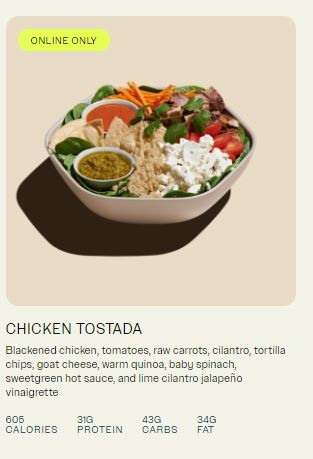 ONLINE ONLY
CHICKEN TOSTADA
Blackened chicken, tomatoes, raw carrots, cilantro, tortilla
chips, goat cheese, warm quinoa, baby spinach,
sweetgreen hot sauce, and lime cilantro jalapeño
vinaigrette
605 31G 43G 34G
CALORIES PROTEIN CARBS FAT